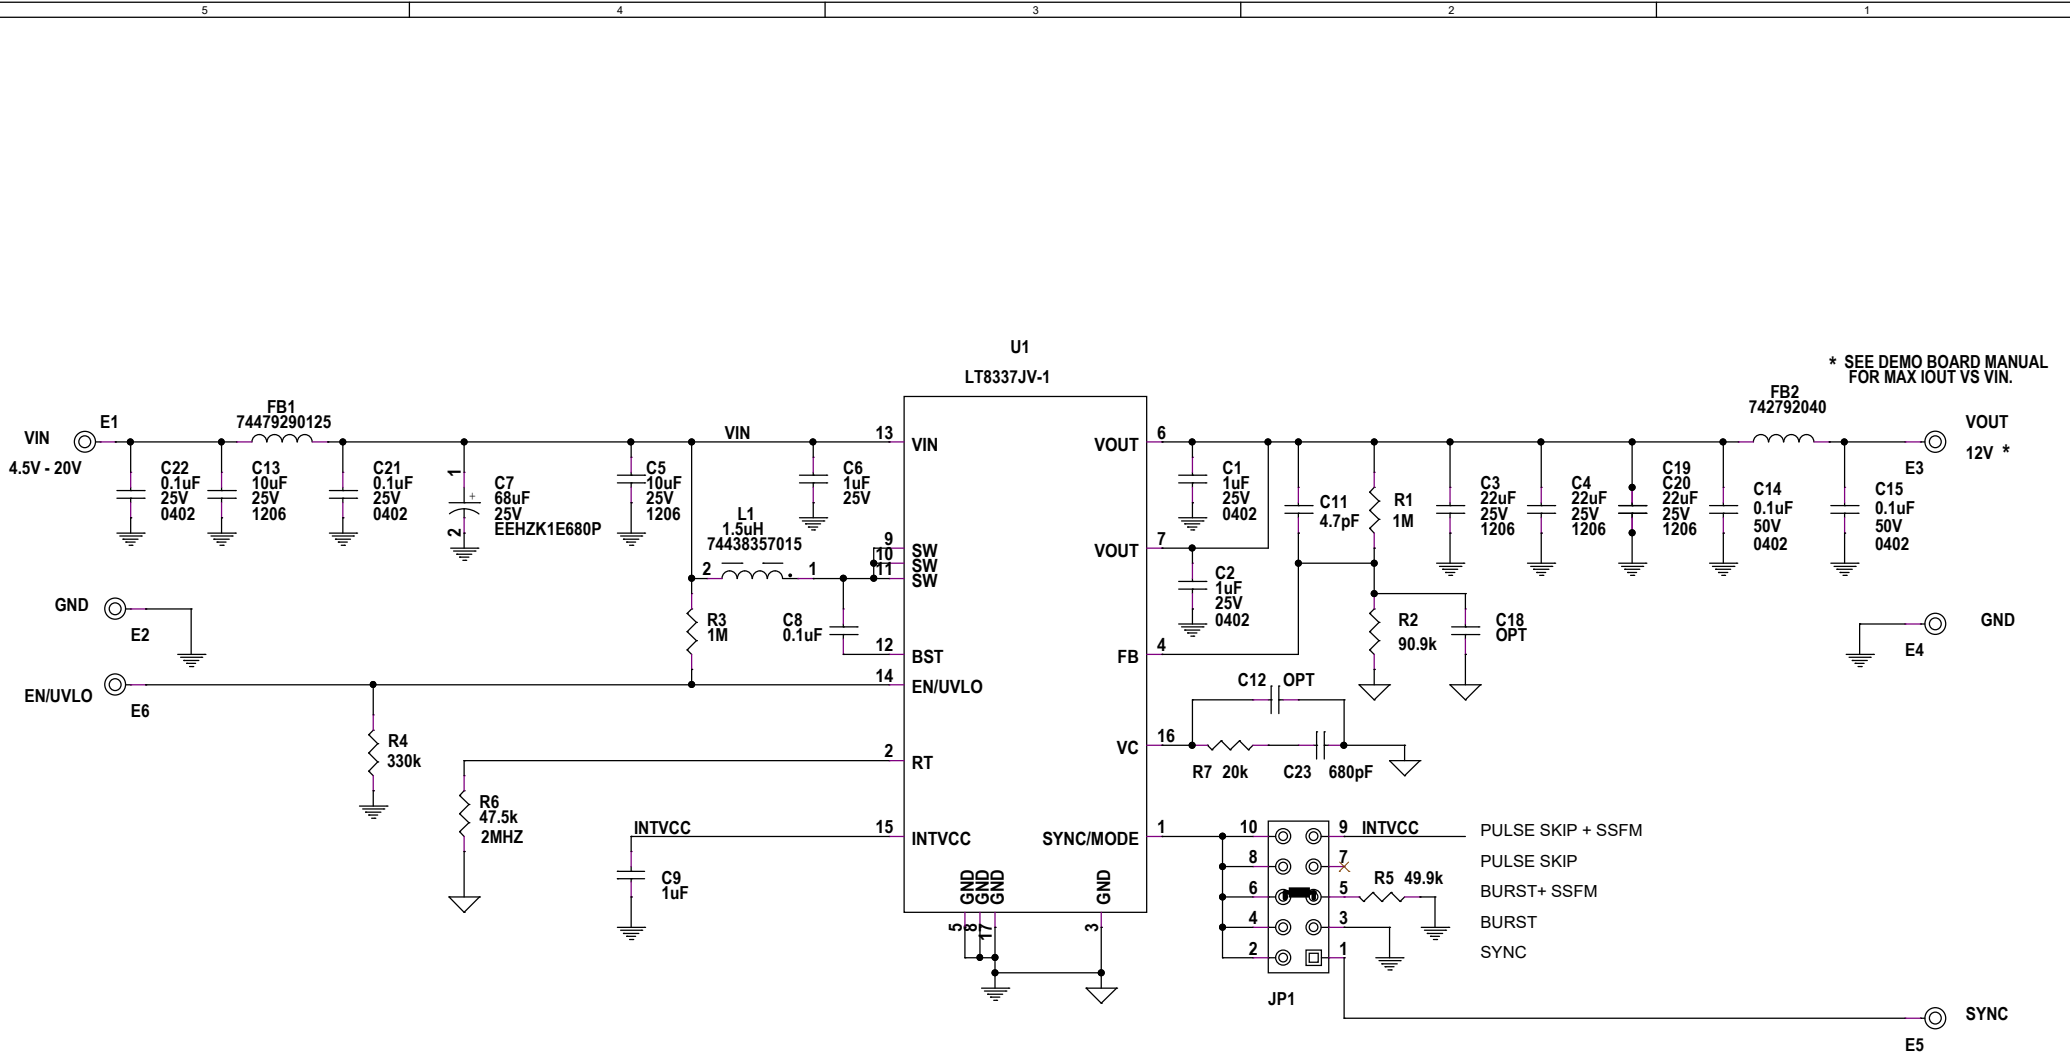 5 4 3 2 1
U1
LT8337JV-1
* SEE DEMO BOARD MANUAL
FOR MAX IOUT VS VIN.
VIN
4.5V - 20V
E1
FB1
74479290125
C22
0.1uF
25V
0402
C13
10uF
25V
1206
C21
0.1uF
25V
0402
1
+
2
C7
68uF
25V
EEHZK1E680P
C5
10uF
25V
1206
VIN
C6
1uF
25V
L1
1.5uH
74438357015
2
1
R3
1M
C8
0.1uF
GND
E2
EN/UVLO
E6
R4
330k
R6
47.5k
2MHZ
INTVCC
C9
1uF
13
VIN
9
SW
10
SW
11
SW
12
BST
14
EN/UVLO
2
RT
15
INTVCC
GND
GND
GND
GND
5
8
17
3
VOUT
6
VOUT
7
FB
4
VC
16
SYNC/MODE
1
C1
1uF
25V
0402
C2
1uF
25V
0402
C11
4.7pF
R1
1M
R2
90.9k
C18
OPT
C3
22uF
25V
1206
C4
22uF
25V
1206
C19
C20
22uF
25V
1206
C14
0.1uF
50V
0402
FB2
742792040
C15
0.1uF
50V
0402
VOUT
E3
12V *
GND
E4
C12 OPT
R7 20k
C23 680pF
10 9 INTVCC PULSE SKIP + SSFM
8 7 PULSE SKIP
6 5 R5 49.9k BURST+ SSFM
4 3 BURST
2 1 SYNC
JP1
SYNC
E5